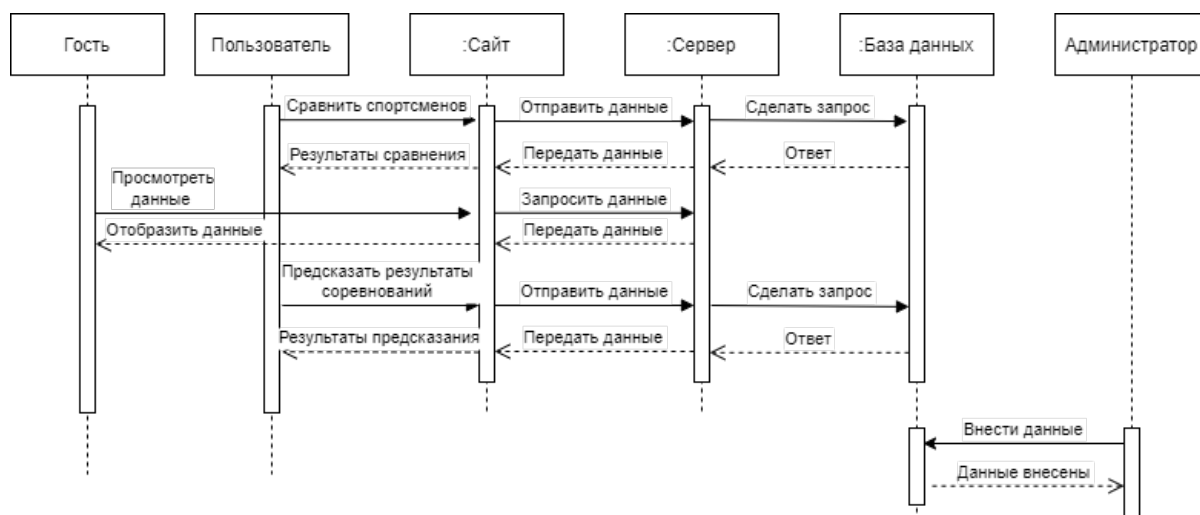 Гость
Пользователь
:Сайт
:Сервер
:База данных
Администратор
Сравнить спортсменов
Отправить данные
Сделать запрос
Результаты сравнения
Передать данные
Ответ
Просмотреть
данные
Запросить данные
Отобразить данные
Передать данные
Предсказать результаты
соревнований
Отправить данные
Сделать запрос
Результаты предсказания
Передать данные
Ответ
Внести данные
Данные внесены